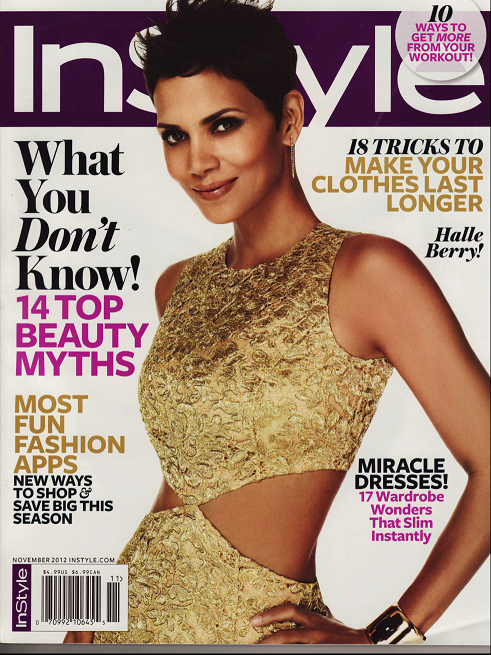 InStyle
10
WAYS TO
GET MORE
FROM YOUR
WORKOUT!
What
You
Don't
Know!
14 TOP
BEAUTY
MYTHS
MOST
FUN
FASHION
APPS
NEW WAYS
TO SHOP &
SAVE BIG THIS
SEASON
18 TRICKS TO
MAKE YOUR
CLOTHES LAST
LONGER
Halle
Berry!
MIRACLE
DRESSES!
17 Wardrobe
Wonders
That Slim
Instantly
NOVEMBER 2012 INSTYLE.COM
InStyle
$4.99US $6.99CAN
11>
0 70992 10645 5